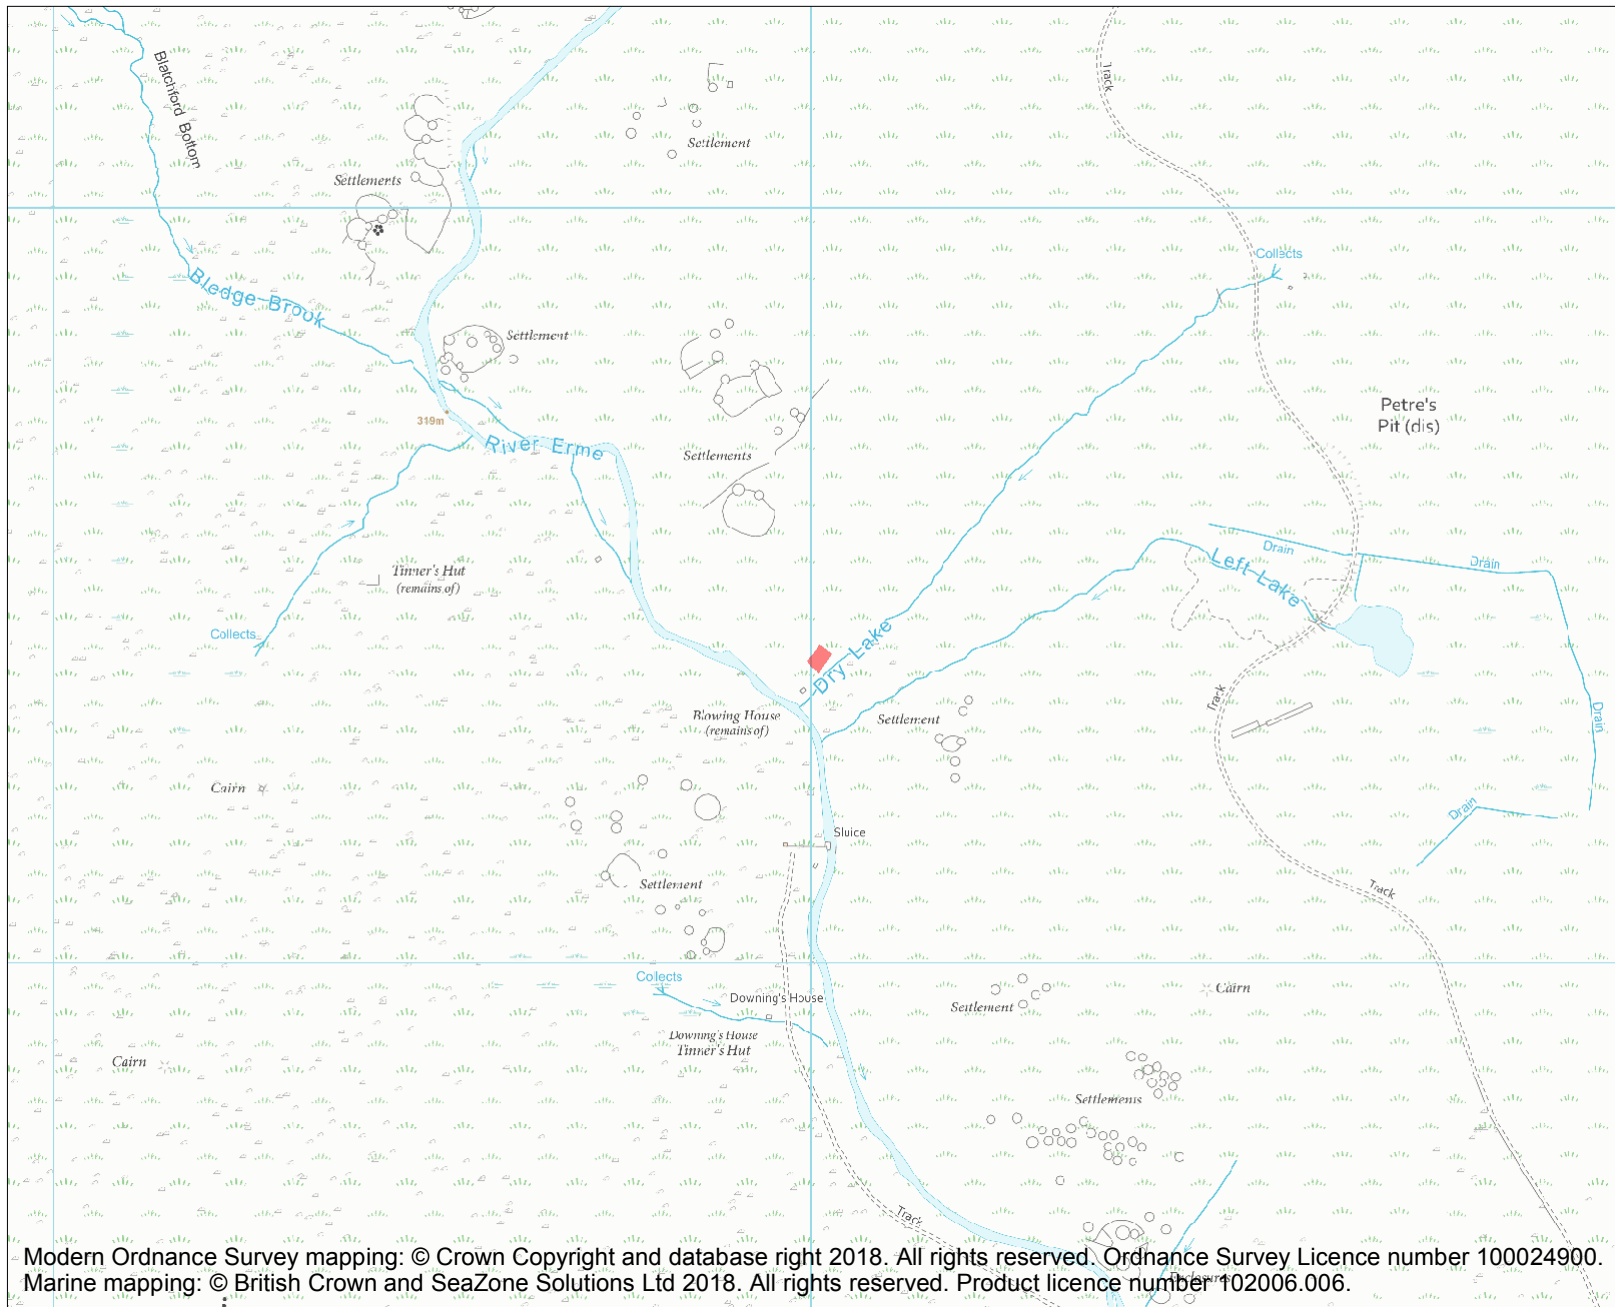 Track
Blatchford Bottom
Settlement
Settlements
Collects
Bledge Brook
Settlement
Petre's
Pit (dis)
319m
River Erme
Settlements
Drain
Drain
Left Lake
Tinner's Hut
(remains of)
Collects
Dry Lake
Track
Drain
Blowing House
(remains of)
Settlement
Cairn
Drain
Sluice
Settlement
Track
Collects
Downing's House
Cairn
Settlement
Downing's House
Tinner's Hut
Cairn
Settlements
Track
Modern Ordnance Survey mapping: © Crown Copyright and database right 2018. All rights reserved. Ordnance Survey Licence number 100024900.
Enclosures
Marine mapping: © British Crown and SeaZone Solutions Ltd 2018. All rights reserved. Product licence number 102006.006.